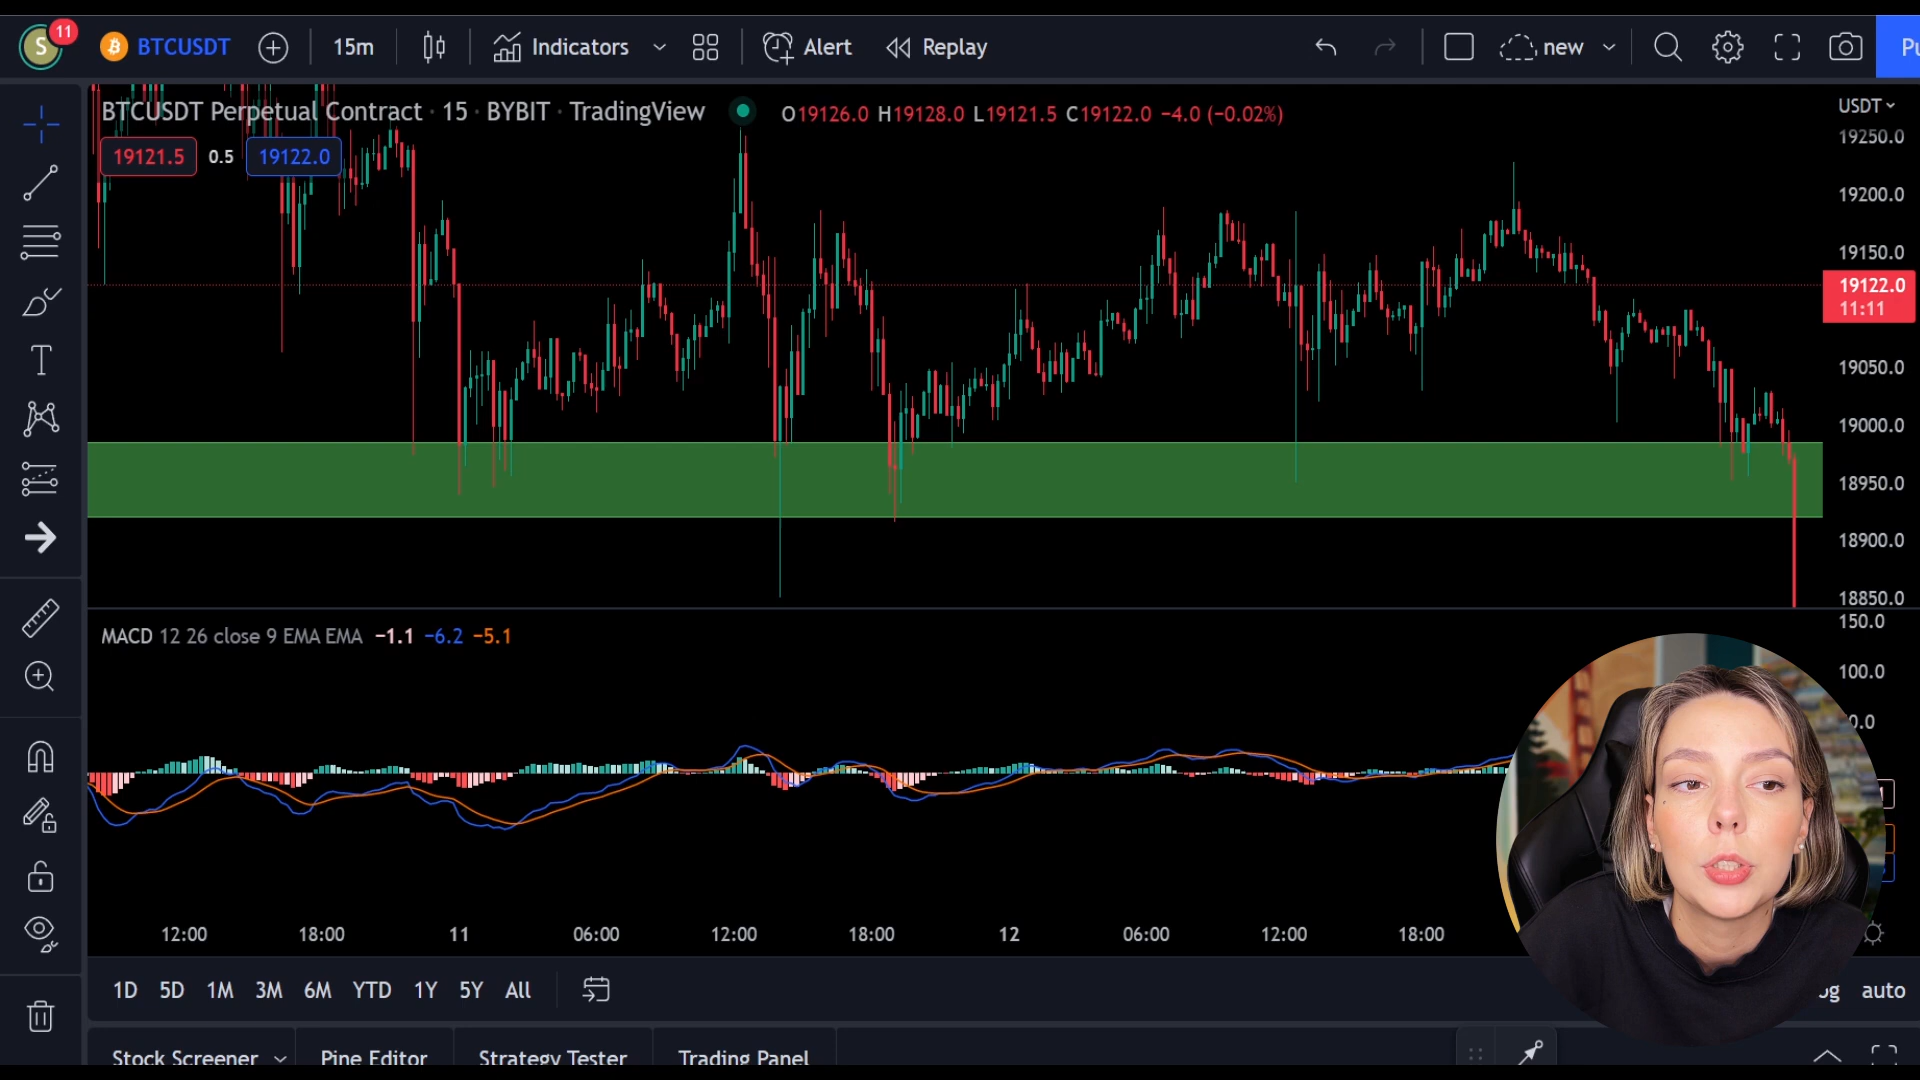 S 11 BTCUSDT 15m Indicators Alert Replay new Pu
BTCUSDT Perpetual Contract · 15 · BYBIT · TradingView O19126.0 H19128.0 L19121.5 C19122.0 −4.0 (−0.02%)
19121.5 0.5 19122.0
USDT
19250.0
19200.0
19150.0
19122.0
11:11
19050.0
19000.0
18950.0
18900.0
18850.0
MACD 12 26 close 9 EMA EMA −1.1 −6.2 −5.1
150.0
100.0
12:00 18:00 11 06:00 12:00 18:00 12 06:00 12:00 18:00
1D 5D 1M 3M 6M YTD 1Y 5Y All auto
Stock Screener Pine Editor Strategy Tester Trading Panel